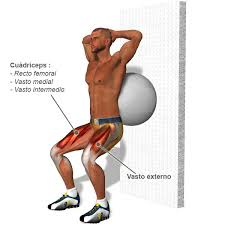 Cuádriceps :
- Recto femoral
- Vasto medial
- Vasto intermedio
Vasto externo